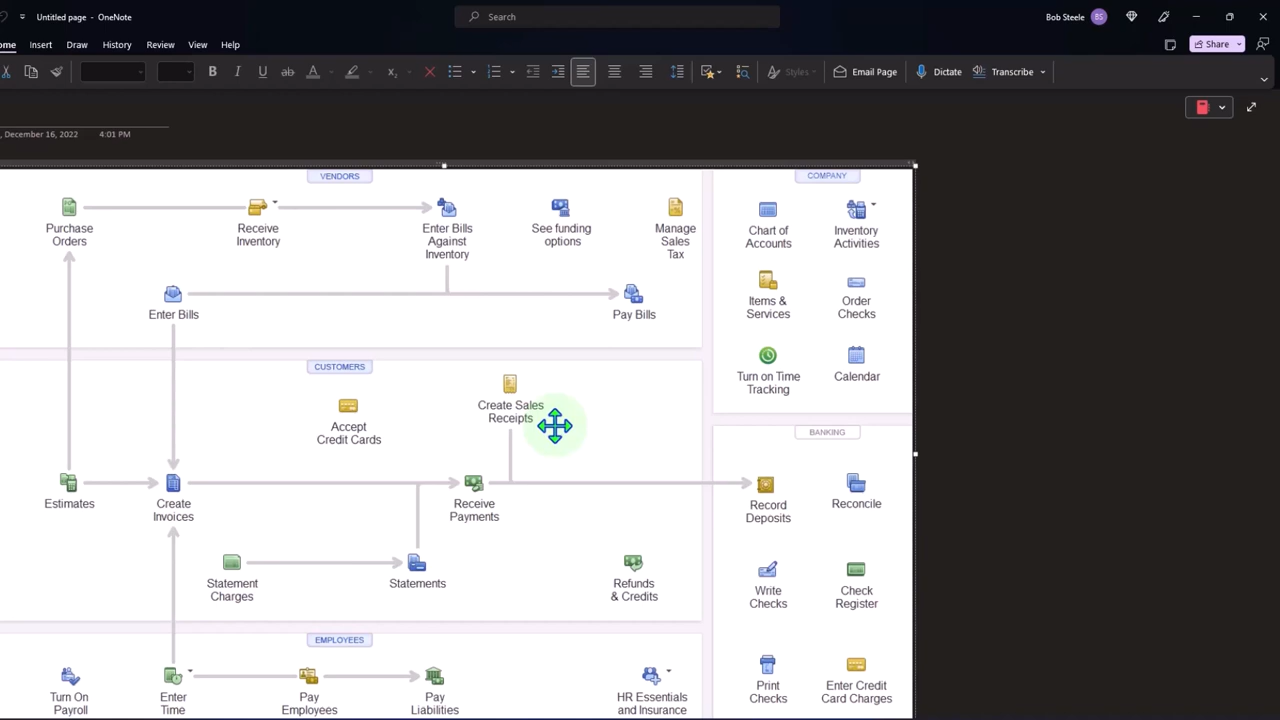 Untitled page - OneNote
Search
Bob Steele
BS
ome
Insert
Draw
History
Review
View
Help
Share
Styles
Email Page
Dictate
Transcribe
, December 16, 2022
4:01 PM
VENDORS
COMPANY
Purchase
Orders
Receive
Inventory
Enter Bills
Against
Inventory
See funding
options
Manage
Sales
Tax
Chart of
Accounts
Inventory
Activities
Enter Bills
Pay Bills
Items &
Services
Order
Checks
CUSTOMERS
Turn on Time
Tracking
Calendar
Accept
Credit Cards
Create Sales
Receipts
BANKING
Estimates
Create
Invoices
Receive
Payments
Record
Deposits
Reconcile
Statement
Charges
Statements
Refunds
& Credits
Write
Checks
Check
Register
EMPLOYEES
Turn On
Payroll
Enter
Time
Pay
Employees
Pay
Liabilities
HR Essentials
and Insurance
Print
Checks
Enter Credit
Card Charges